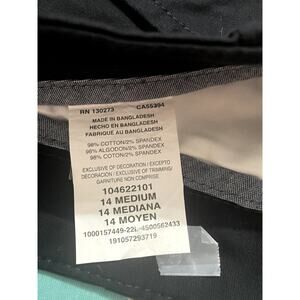 RN 130273 CA55394
MADE IN BANGLADESH
HECHO EN BANGLADESH
FABRIQUE AU BANGLADESH
98% COTTON/2% SPANDEX
98% ALGODON/2% SPANDEX
98% COTON/2% SPANDEX
EXCLUSIVE OF DECORATION / EXCEPTO
DECORACION / EXCLUSIVE OF TRIMMING/
GARNITURE NON COMPRISE
104622101
14 MEDIUM
14 MEDIANA
14 MOYEN
1000157449-22L-4500562433
191057293719